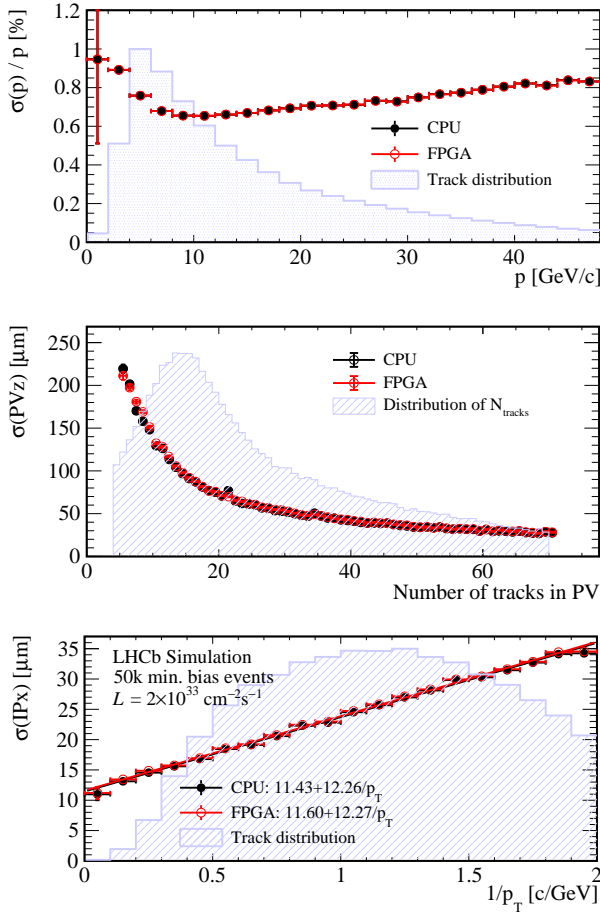 σ(p) / p [%]
1.2
1
0.8
0.6
0.4
0.2
0
CPU
FPGA
Track distribution
0 10 20 30 40
p [GeV/c]
σ(PVz) [μm]
250
200
150
100
50
0
CPU
FPGA
Distribution of N_tracks
0 20 40 60
Number of tracks in PV
σ(IPx) [μm]
35
30
25
20
15
10
5
0
LHCb Simulation
50k min. bias events
L = 2×10³³ cm⁻²s⁻¹
CPU: 11.43+12.26/p_T
FPGA: 11.60+12.27/p_T
Track distribution
0 0.5 1 1.5 2
1/p_T [c/GeV]